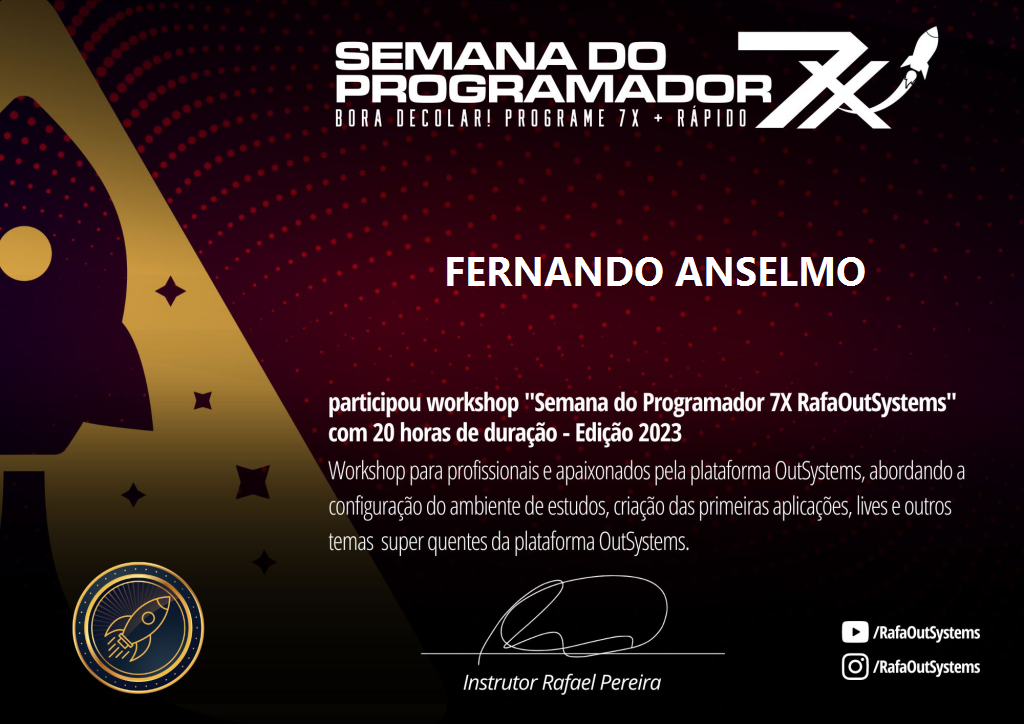 SEMANA DO
PROGRAMADOR 7X
BORA DECOLAR! PROGRAME 7X + RÁPIDO
FERNANDO ANSELMO
participou workshop "Semana do Programador 7X RafaOutSystems"
com 20 horas de duração - Edição 2023
Workshop para profissionais e apaixonados pela plataforma OutSystems, abordando a
configuração do ambiente de estudos, criação das primeiras aplicações, lives e outros
temas super quentes da plataforma OutSystems.
Instrutor Rafael Pereira
/RafaOutSystems
/RafaOutSystems